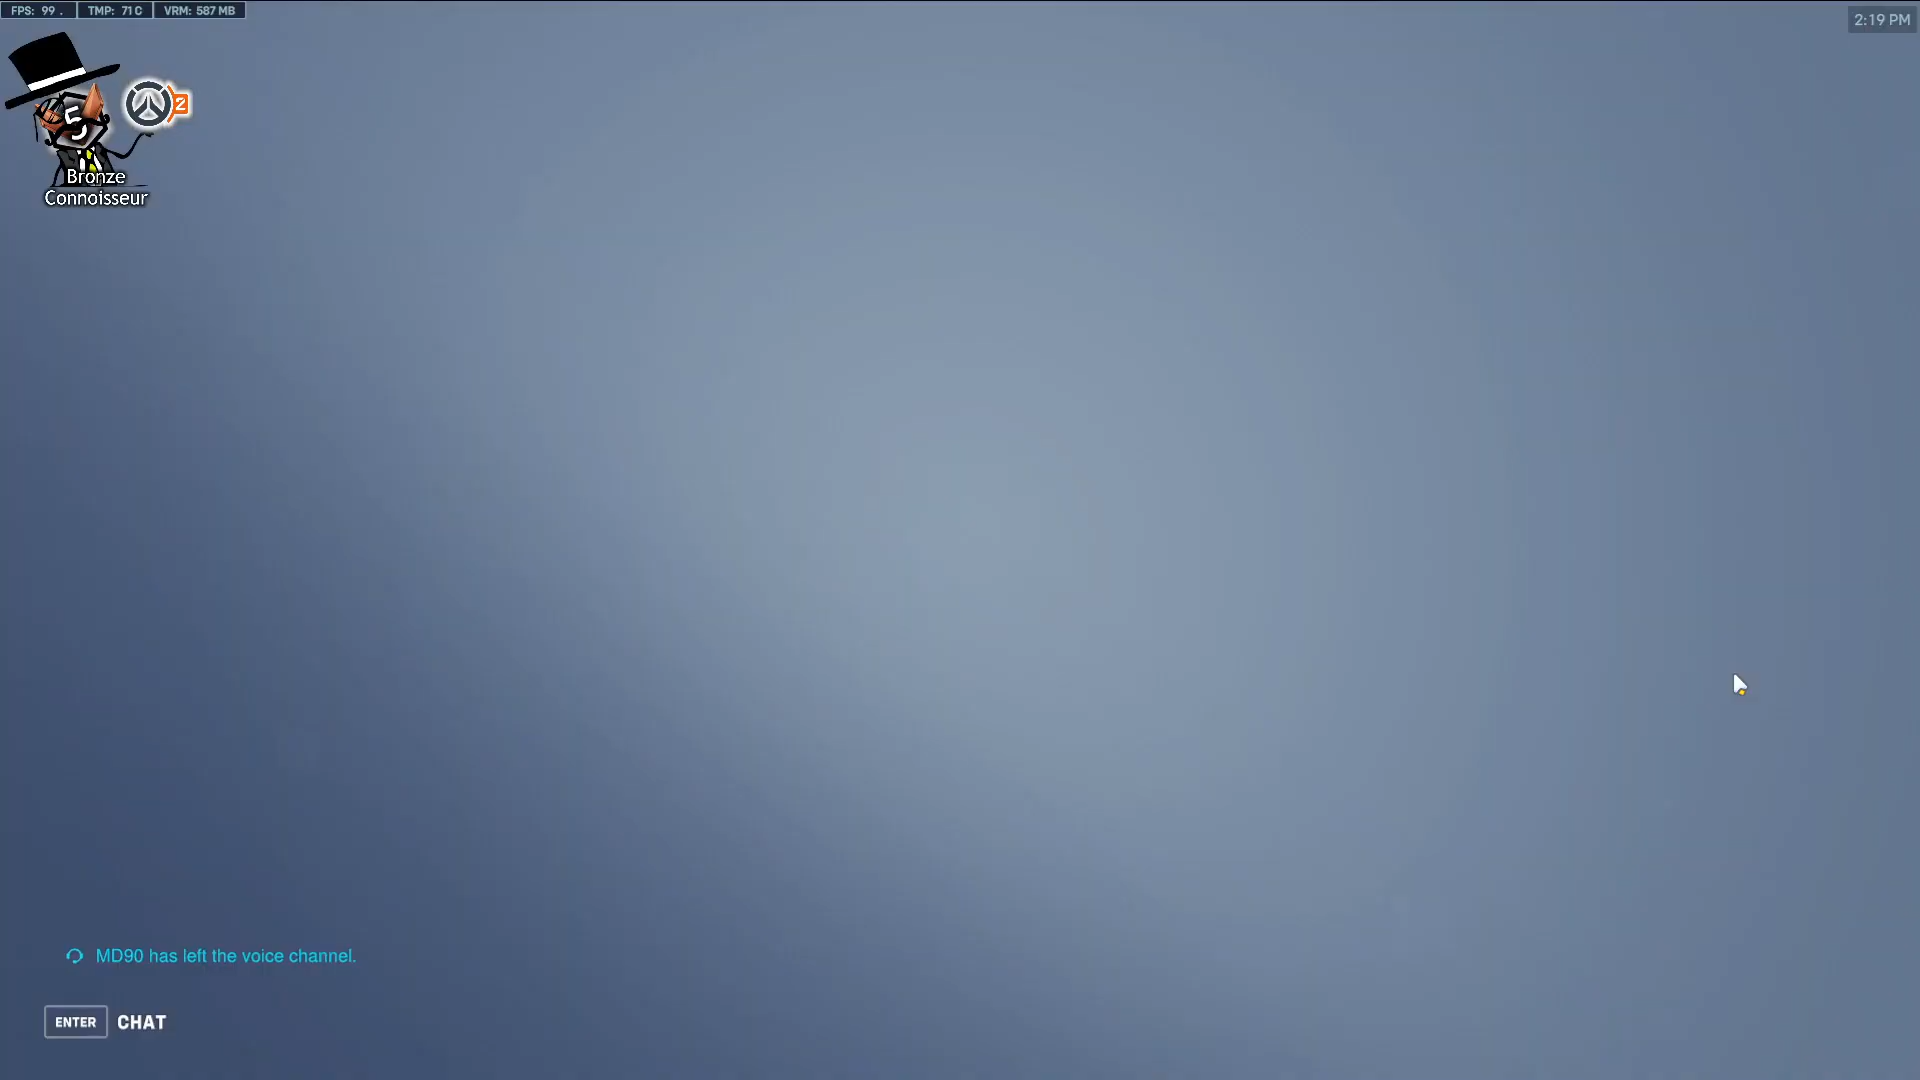 FPS: 99 .
TMP: 71 C
VRM: 587 MB
2:19 PM
5
2
Bronze
Connoisseur
MD90 has left the voice channel.
ENTER
CHAT